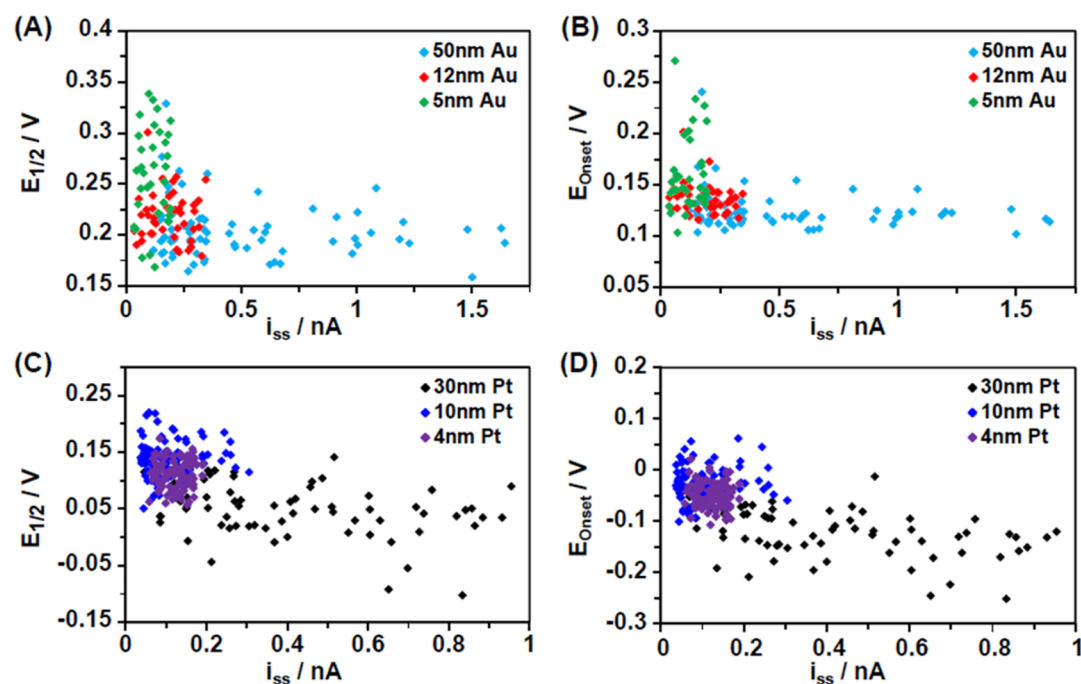 (A)
0.4
0.35
0.3
0.25
0.2
0.15
E1/2 / V
50nm Au
12nm Au
5nm Au
0
0.5
1
1.5
iss / nA
(B)
0.3
0.25
0.2
0.15
0.1
0.05
EOnset / V
50nm Au
12nm Au
5nm Au
0
0.5
1
1.5
iss / nA
(C)
0.25
0.15
0.05
-0.05
-0.15
E1/2 / V
30nm Pt
10nm Pt
4nm Pt
0
0.2
0.4
0.6
0.8
1
iss / nA
(D)
0.2
0.1
0
-0.1
-0.2
-0.3
EOnset / V
30nm Pt
10nm Pt
4nm Pt
0
0.2
0.4
0.6
0.8
1
iss / nA